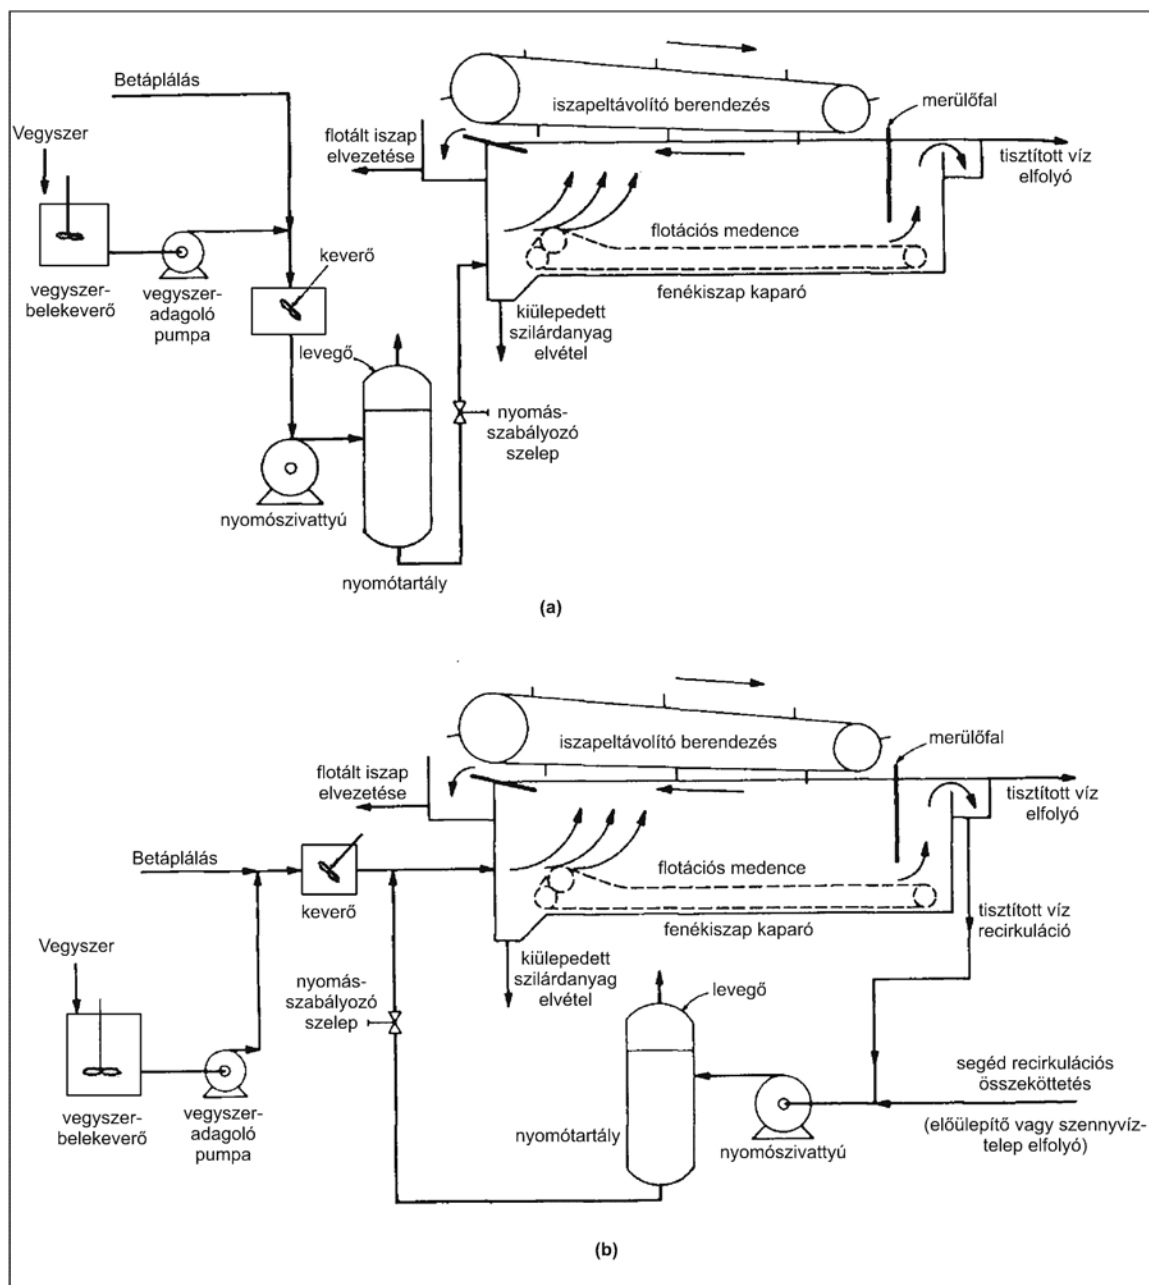 Betáplálás
iszapeltávolító berendezés
merülőfal
Vegyszer
flotált iszap
elvezetése
tisztított víz
elfolyó
flotációs medence
keverő
vegyszer-
belekeverő
vegyszer-
adagoló
pumpa
fenékiszap kaparó
kiülepedett
szilárdanyag
elvétel
levegő
nyomás-
szabályozó
szelep
nyomószivattyú
nyomótartály
(a)
iszapeltávolító berendezés
merülőfal
flotált iszap
elvezetése
tisztított víz
elfolyó
Betáplálás
flotációs medence
keverő
fenékiszap kaparó
tisztított víz
recirkuláció
Vegyszer
kiülepedett
szilárdanyag
elvétel
nyomás-
szabályozó
szelep
levegő
segéd recirkulációs
összeköttetés
(előülepítő vagy szennyvíz-
telep elfolyó)
vegyszer-
belekeverő
vegyszer-
adagoló
pumpa
nyomótartály
nyomószivattyú
(b)